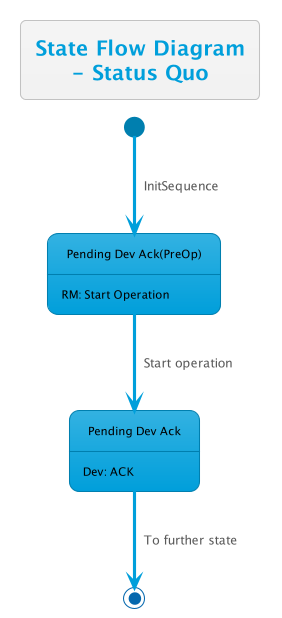 State Flow Diagram
- Status Quo
InitSequence
Pending Dev Ack(PreOp)
RM: Start Operation
Start operation
Pending Dev Ack
Dev: ACK
To further state